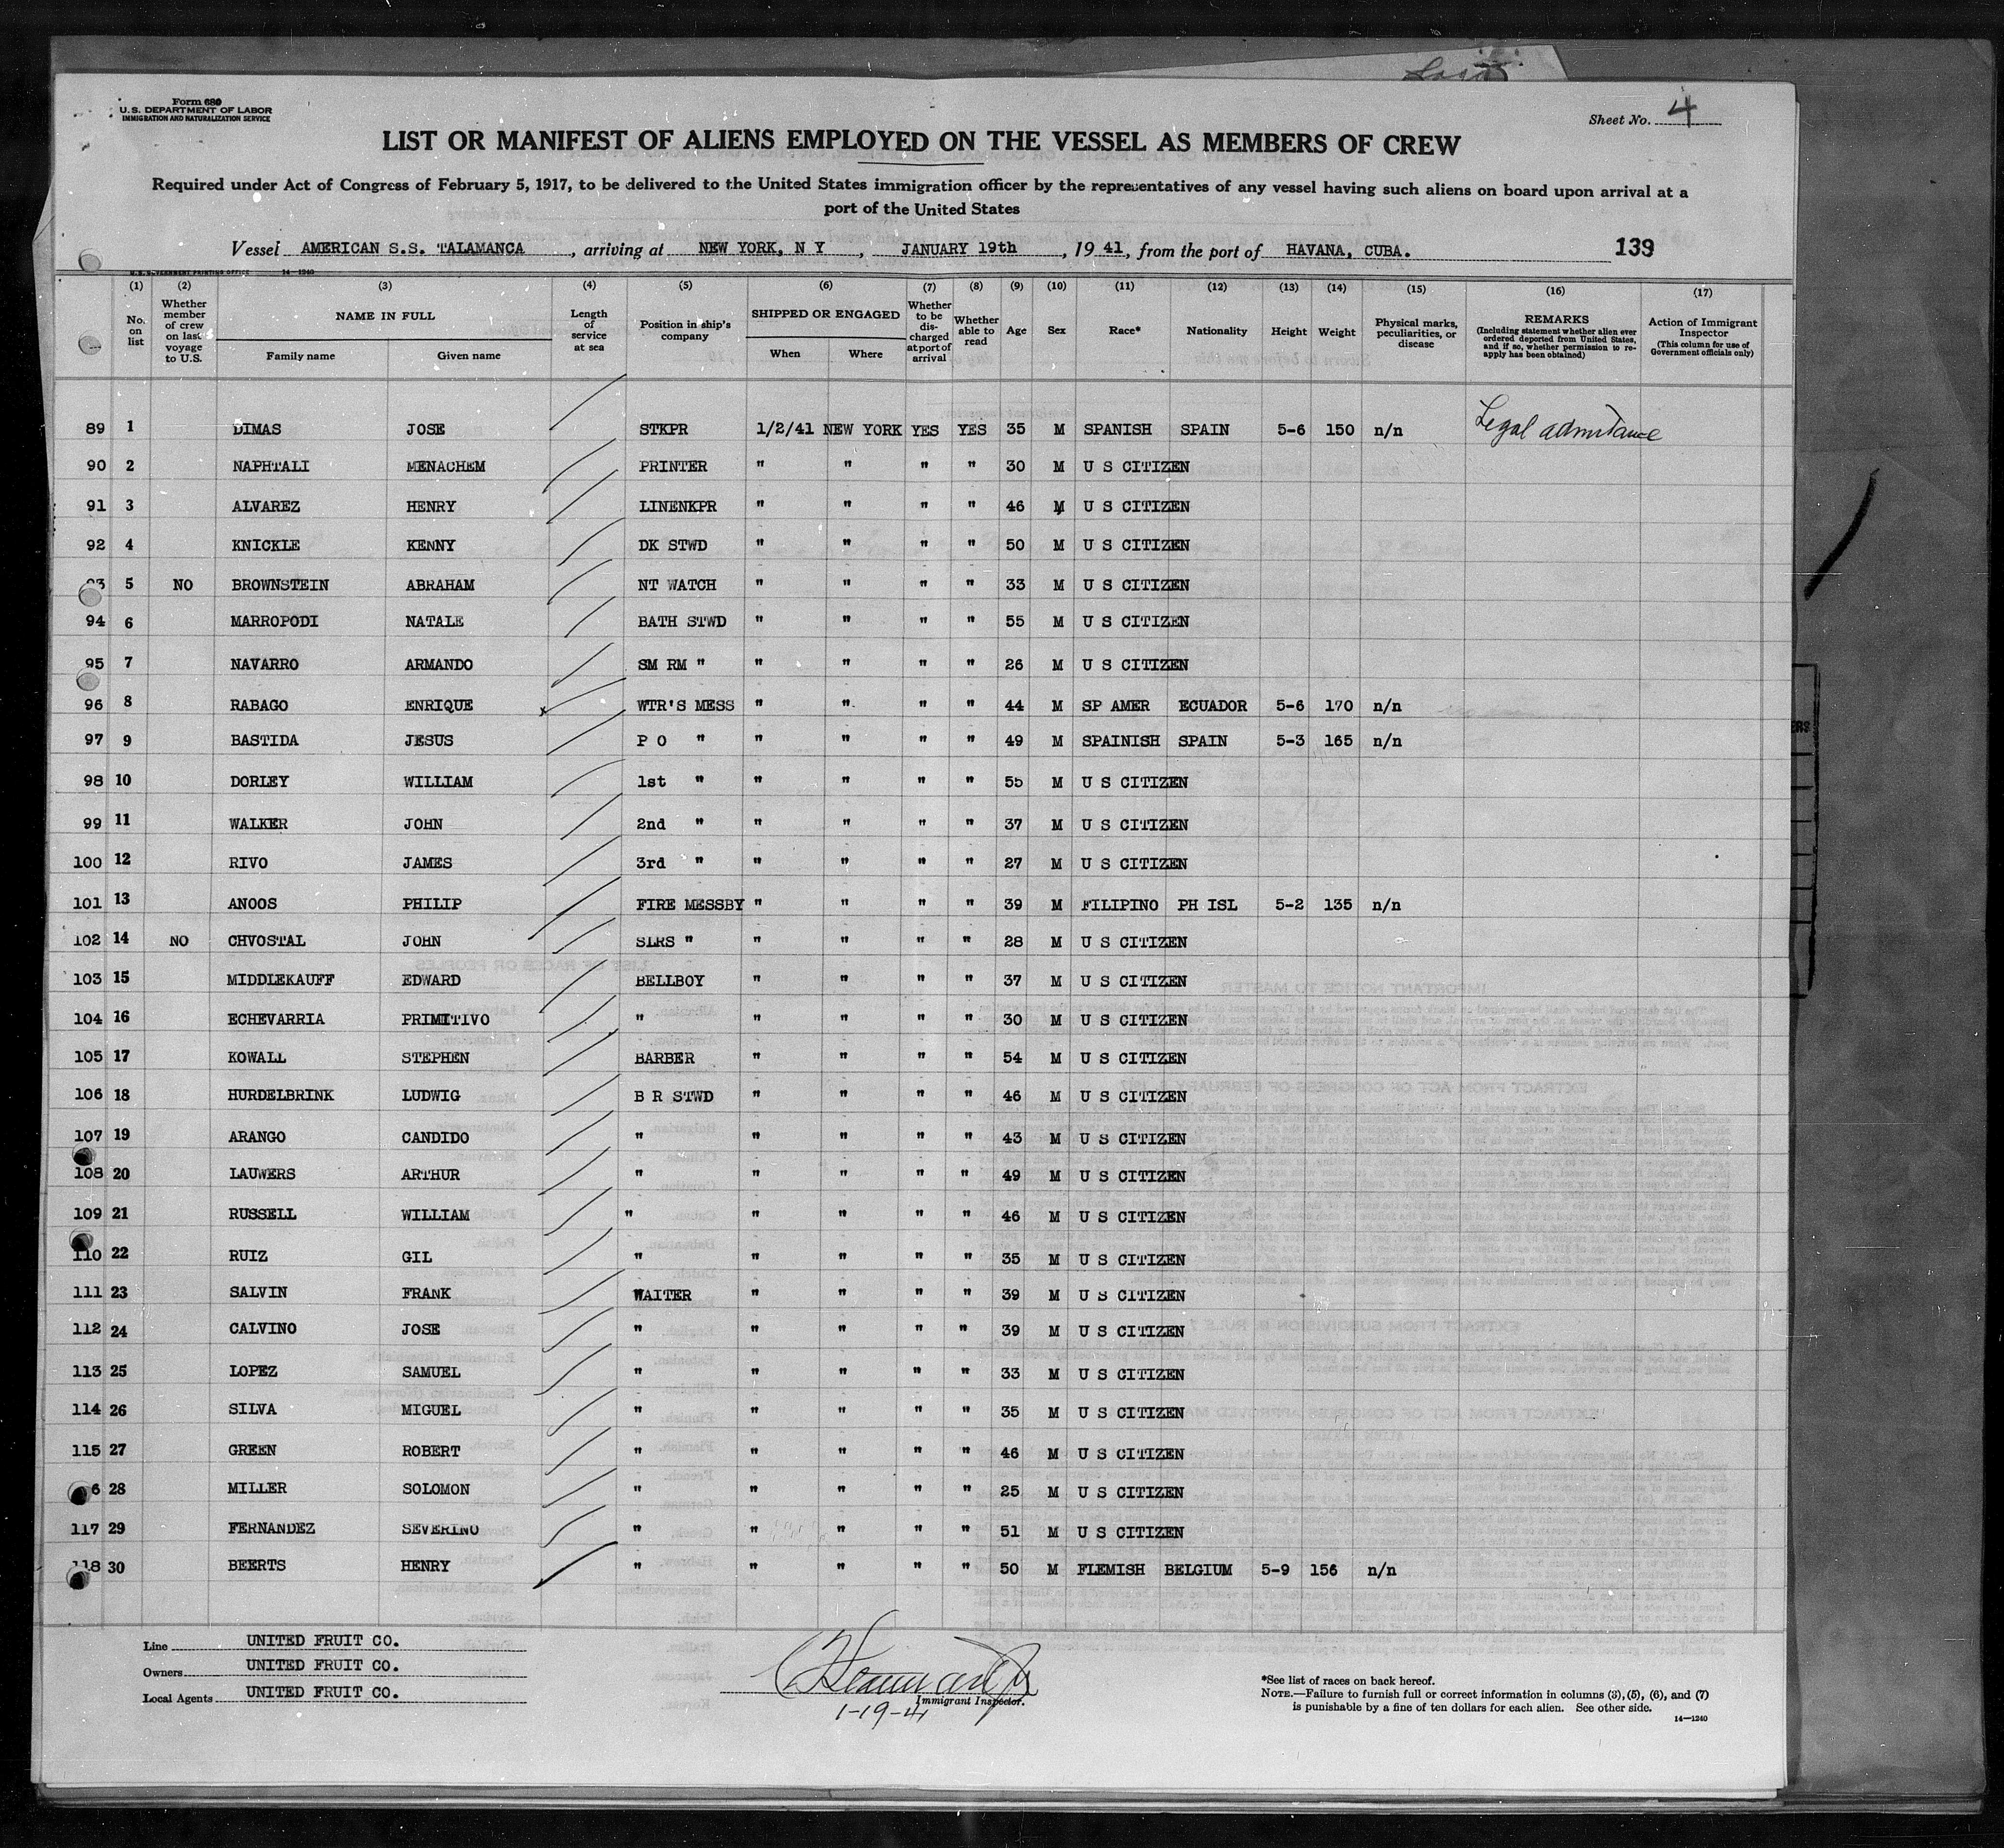 Form 680
U.S. DEPARTMENT OF LABOR
IMMIGRATION AND NATURALIZATION SERVICE
Sheet No. 4
LIST OR MANIFEST OF ALIENS EMPLOYED ON THE VESSEL AS MEMBERS OF CREW
Required under Act of Congress of February 5, 1917, to be delivered to the United States immigration officer by the representatives of any vessel having such aliens on board upon arrival at a
port of the United States
Vessel AMERICAN S.S. TALAMANCA, arriving at NEW YORK, N Y, JANUARY 19th, 19 41, from the port of HAVANA, CUBA. 139
14—1240
(1) No. on list
(2) Whether member of crew on last voyage to U.S.
(3) NAME IN FULL Family name Given name
(4) Length of service at sea
(5) Position in ship's company
(6) SHIPPED OR ENGAGED When Where
(7) Whether to be discharged at port of arrival
(8) Whether able to read
(9) Age
(10) Sex
(11) Race*
(12) Nationality
(13) Height
(14) Weight
(15) Physical marks, peculiarities, or disease
(16) REMARKS (Including statement whether alien ever ordered deported from United States, and if so, whether permission to re-apply has been obtained)
(17) Action of Immigrant Inspector (This column for use of Government officials only)
89 1 DIMAS JOSE STKPR 1/2/41 NEW YORK YES YES 35 M SPANISH SPAIN 5-6 150 n/n Legal admittance
90 2 NAPHTALI MENACHEM PRINTER " " " " 30 M U S CITIZEN
91 3 ALVAREZ HENRY LINENKPR " " " " 46 M U S CITIZEN
92 4 KNICKLE KENNY DK STWD " " " " 50 M U S CITIZEN
93 5 NO BROWNSTEIN ABRAHAM NT WATCH " " " " 33 M U S CITIZEN
94 6 MARROPODI NATALE BATH STWD " " " " 55 M U S CITIZEN
95 7 NAVARRO ARMANDO SM RM " " " " " 26 M U S CITIZEN
96 8 RABAGO ENRIQUE WTR'S MESS " " " " 44 M SP AMER ECUADOR 5-6 170 n/n
97 9 BASTIDA JESUS P O " " " " " 49 M SPAINISH SPAIN 5-3 165 n/n
98 10 DORLEY WILLIAM 1st " " " " " 55 M U S CITIZEN
99 11 WALKER JOHN 2nd " " " " " 37 M U S CITIZEN
100 12 RIVO JAMES 3rd " " " " " 27 M U S CITIZEN
101 13 ANOOS PHILIP FIRE MESSBY " " " " 39 M FILIPINO PH ISL 5-2 135 n/n
102 14 NO CHVOSTAL JOHN SLRS " " " " " 28 M U S CITIZEN
103 15 MIDDLEKAUFF EDWARD BELLBOY " " " " 37 M U S CITIZEN
104 16 ECHEVARRIA PRIMITIVO " " " " " 30 M U S CITIZEN
105 17 KOWALL STEPHEN BARBER " " " " 54 M U S CITIZEN
106 18 HURDELBRINK LUDWIG B R STWD " " " " 46 M U S CITIZEN
107 19 ARANGO CANDIDO " " " " " 43 M U S CITIZEN
108 20 LAUWERS ARTHUR " " " " " 49 M U S CITIZEN
109 21 RUSSELL WILLIAM " " " " " 46 M U S CITIZEN
110 22 RUIZ GIL " " " " " 35 M U S CITIZEN
111 23 SALVIN FRANK WAITER " " " " 39 M U S CITIZEN
112 24 CALVINO JOSE " " " " " 39 M U S CITIZEN
113 25 LOPEZ SAMUEL " " " " " 33 M U S CITIZEN
114 26 SILVA MIGUEL " " " " " 35 M U S CITIZEN
115 27 GREEN ROBERT " " " " " 46 M U S CITIZEN
6 28 MILLER SOLOMON " " " " " 25 M U S CITIZEN
117 29 FERNANDEZ SEVERINO " " " " " 51 M U S CITIZEN
118 30 BEERTS HENRY " " " " " 50 M FLEMISH BELGIUM 5-9 156 n/n
Line UNITED FRUIT CO.
Owners UNITED FRUIT CO.
Local Agents UNITED FRUIT CO.
Immigrant Inspector.
1-19-41
*See list of races on back hereof.
NOTE.—Failure to furnish full or correct information in columns (3), (5), (6), and (7)
is punishable by a fine of ten dollars for each alien. See other side.
14—1240